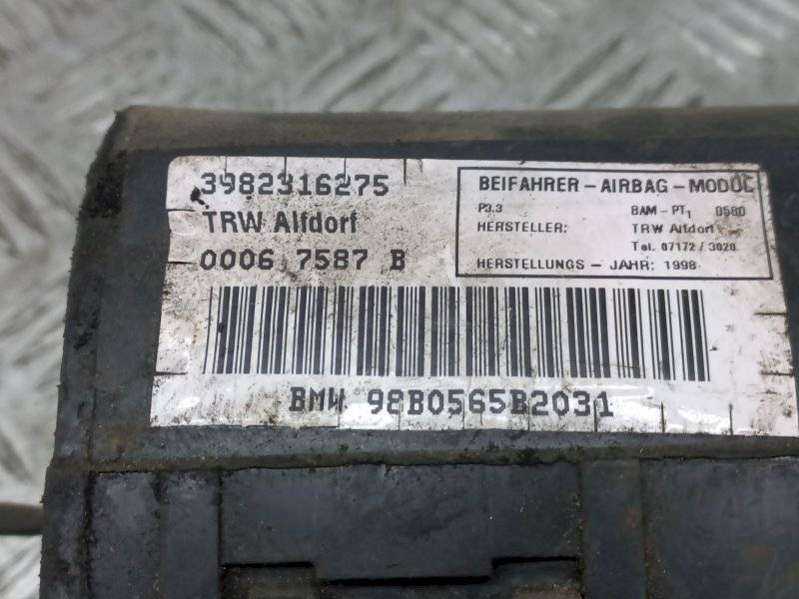 3982316275
TRW Alfdorf
0006 7587 B
BEIFAHRER - AIRBAG - MODUL
P3.3 BAM - PT1 0580
HERSTELLER: TRW Alfdorf
Tel. 07172 / 3020
HERSTELLUNGS - JAHR: 1998
BMW 98B0565B2031